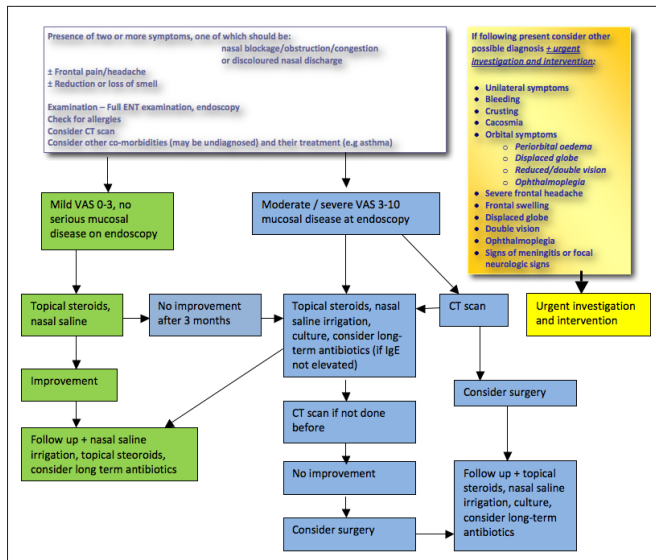 Presence of two or more symptoms, one of which should be:
nasal blockage/obstruction/congestion
or discoloured nasal discharge
± Frontal pain/headache
± Reduction or loss of smell
Examination – Full ENT examination, endoscopy
Check for allergies
Consider CT scan
Consider other co-morbidities (may be undiagnosed) and their treatment (e.g asthma)
If following present consider other
possible diagnosis + urgent
investigation and intervention:
● Unilateral symptoms
● Bleeding
● Crusting
● Cacosmia
● Orbital symptoms
○ Periorbital oedema
○ Displaced globe
○ Reduced/double vision
○ Ophthalmoplegia
● Severe frontal headache
● Frontal swelling
● Displaced globe
● Double vision
● Ophthalmoplegia
● Signs of meningitis or focal
neurologic signs
Mild VAS 0-3, no
serious mucosal
disease on endoscopy
Moderate / severe VAS 3-10
mucosal disease at endoscopy
Topical steroids,
nasal saline
No improvement
after 3 months
Topical steroids, nasal
saline irrigation,
culture, consider long-
term antibiotics (if IgE
not elevated)
CT scan
Urgent investigation
and intervention
Improvement
Consider surgery
Follow up + nasal saline
irrigation, topical steoroids,
consider long term antibiotics
CT scan if not done
before
No improvement
Consider surgery
Follow up + topical
steroids, nasal saline
irrigation, culture,
consider long-term
antibiotics